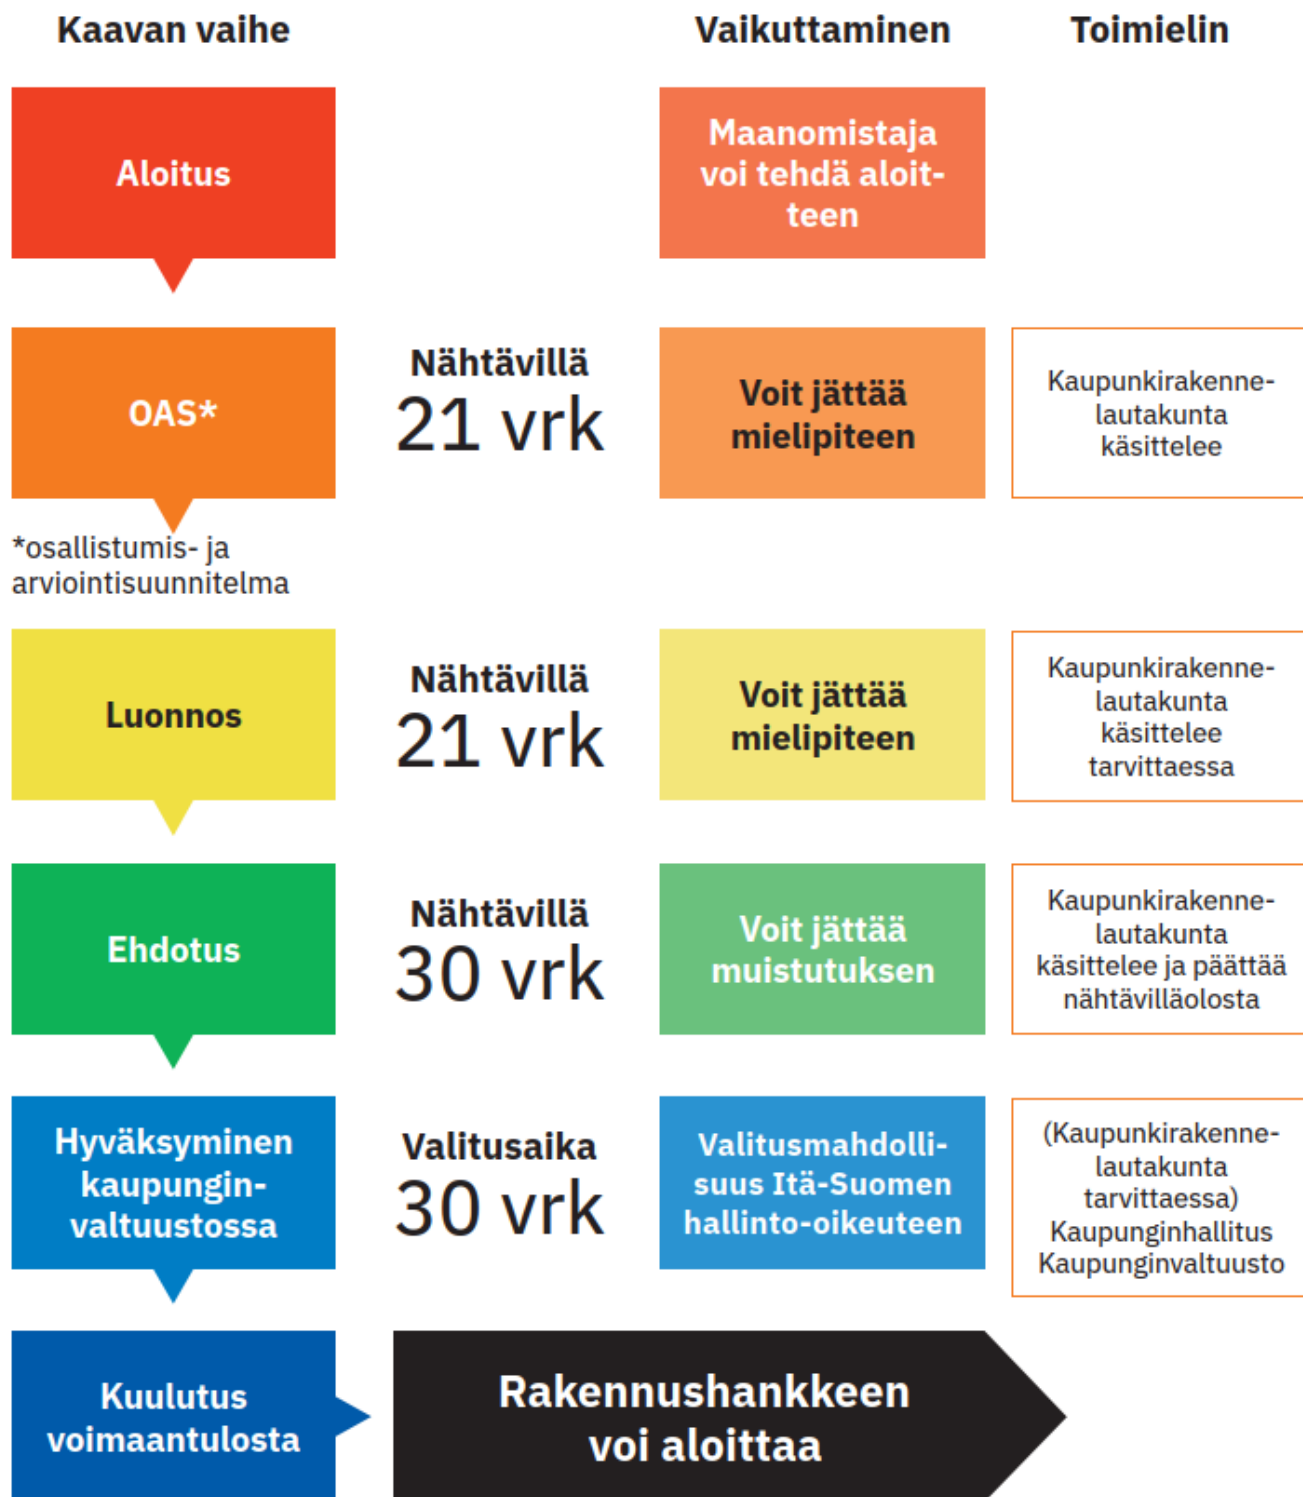 Kaavan vaihe
Vaikuttaminen
Toimielin
Aloitus
Maanomistaja
voi tehdä aloit-
teen
OAS*
Nähtävillä
21 vrk
Voit jättää
mielipiteen
Kaupunkirakenne-
lautakunta
käsittelee
*osallistumis- ja
arviointisuunnitelma
Luonnos
Nähtävillä
21 vrk
Voit jättää
mielipiteen
Kaupunkirakenne-
lautakunta
käsittelee
tarvittaessa
Ehdotus
Nähtävillä
30 vrk
Voit jättää
muistutuksen
Kaupunkirakenne-
lautakunta
käsittelee ja päättää
nähtävilläolosta
Hyväksyminen
kaupungin-
valtuustossa
Valitusaika
30 vrk
Valitusmahdolli-
suus Itä-Suomen
hallinto-oikeuteen
(Kaupunkirakenne-
lautakunta
tarvittaessa)
Kaupunginhallitus
Kaupunginvaltuusto
Kuulutus
voimaantulosta
Rakennushankkeen
voi aloittaa